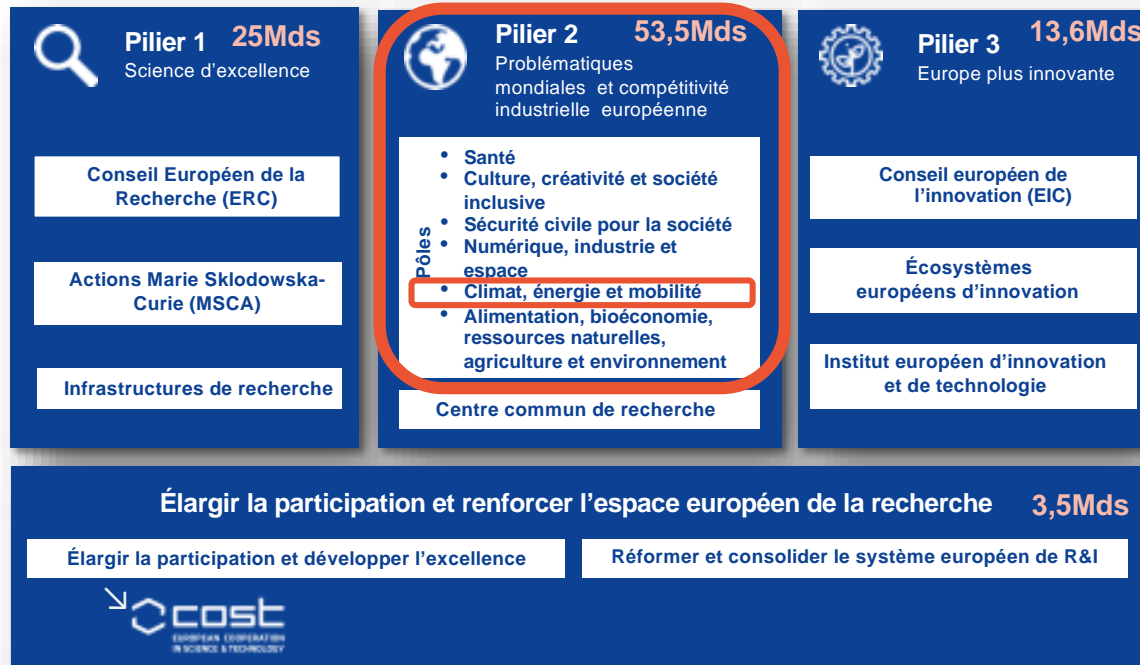 Pilier 1 25Mds
Science d’excellence
Conseil Européen de la
Recherche (ERC)
Actions Marie Sklodowska-
Curie (MSCA)
Infrastructures de recherche
Pilier 2 53,5Mds
Problématiques
mondiales et compétitivité
industrielle européenne
Pôles
• Santé
• Culture, créativité et société
inclusive
• Sécurité civile pour la société
• Numérique, industrie et
espace
• Climat, énergie et mobilité
• Alimentation, bioéconomie,
ressources naturelles,
agriculture et environnement
Centre commun de recherche
Pilier 3 13,6Mds
Europe plus innovante
Conseil européen de
l’innovation (EIC)
Écosystèmes
européens d’innovation
Institut européen d’innovation
et de technologie
Élargir la participation et renforcer l’espace européen de la recherche 3,5Mds
Élargir la participation et développer l’excellence
Réformer et consolider le système européen de R&I
cost
EUROPEAN COOPERATION
IN SCIENCE & TECHNOLOGY